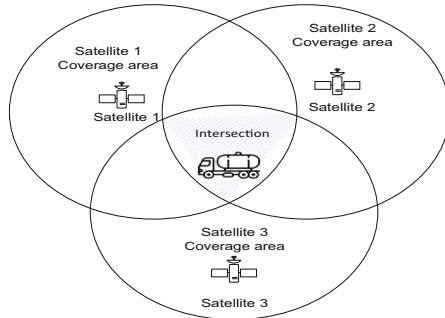 Satellite 1
Coverage area
Satellite 1
Satellite 2
Coverage area
Satellite 2
Intersection
Satellite 3
Coverage area
Satellite 3